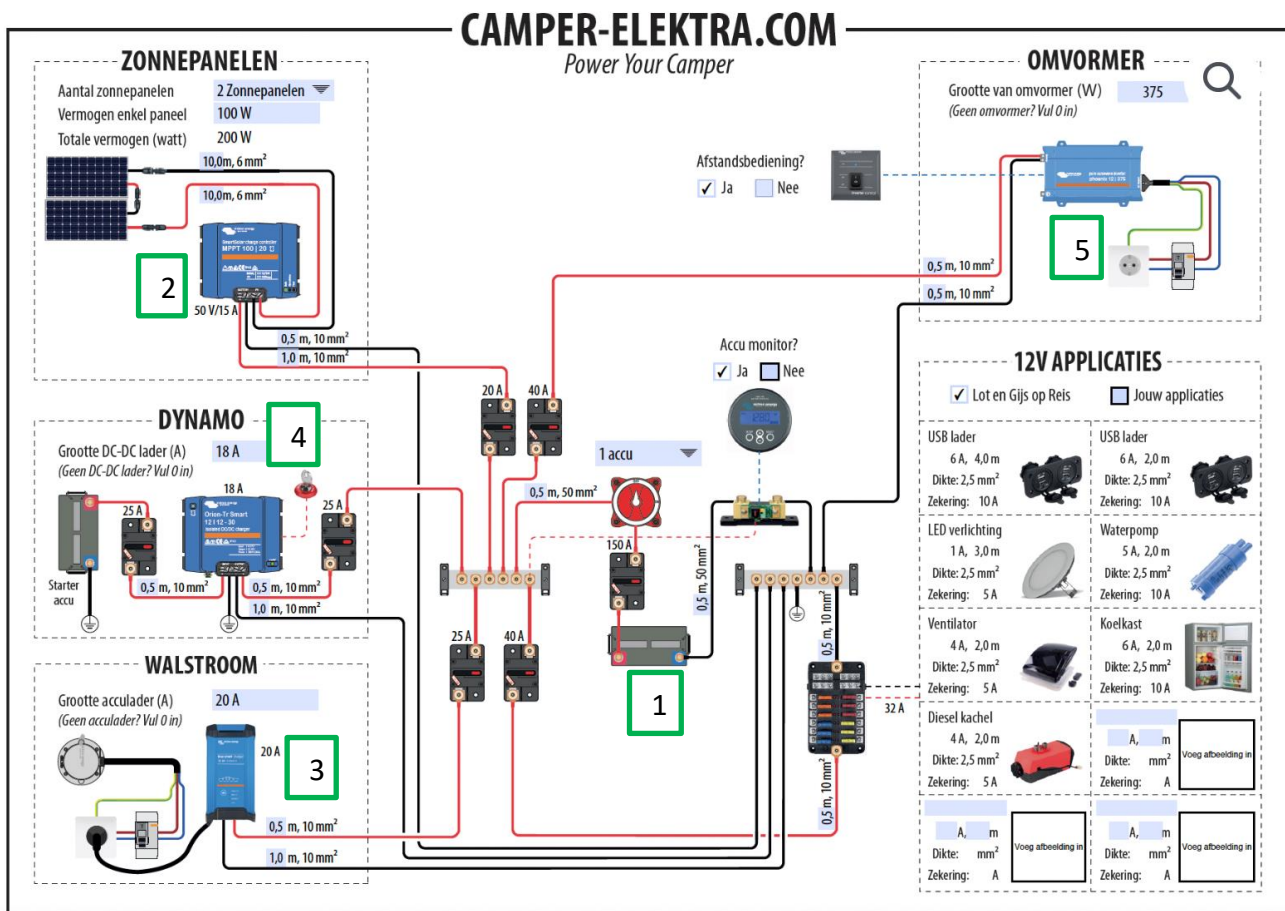 CAMPER-ELEKTRA.COM
Power Your Camper
ZONNEPANELEN
Aantal zonnepanelen 2 Zonnepanelen
Vermogen enkel paneel 100 W
Totale vermogen (watt) 200 W
10,0m, 6 mm²
10,0m, 6 mm²
SmartSolar charge controller
MPPT 100 | 20
2
50 V/15 A
0,5 m, 10 mm²
1,0 m, 10 mm²
DYNAMO
Grootte DC-DC lader (A) 18 A
(Geen DC-DC lader? Vul 0 in)
4
18 A
25 A
25 A
Orion-Tr Smart
12 | 12 - 30
Starter
accu
0,5 m, 10 mm²
0,5 m, 10 mm²
1,0 m, 10 mm²
WALSTROOM
Grootte acculader (A) 20 A
(Geen acculader? Vul 0 in)
20 A
3
0,5 m, 10 mm²
1,0 m, 10 mm²
Afstandsbediening?
Ja Nee
Accu monitor?
Ja Nee
20 A
40 A
1 accu
0,5 m, 50 mm²
150 A
0,5 m, 50 mm²
25 A
40 A
1
0,5 m, 10 mm²
0,5 m, 10 mm²
32 A
OMVORMER
Grootte van omvormer (W) 375
(Geen omvormer? Vul 0 in)
5
0,5 m, 10 mm²
0,5 m, 10 mm²
12V APPLICATIES
Lot en Gijs op Reis Jouw applicaties
USB lader
6 A, 4,0 m
Dikte: 2,5 mm²
Zekering: 10 A
USB lader
6 A, 2,0 m
Dikte: 2,5 mm²
Zekering: 10 A
LED verlichting
1 A, 3,0 m
Dikte: 2,5 mm²
Zekering: 5 A
Waterpomp
5 A, 2,0 m
Dikte: 2,5 mm²
Zekering: 10 A
Ventilator
4 A, 2,0 m
Dikte: 2,5 mm²
Zekering: 5 A
Koelkast
6 A, 2,0 m
Dikte: 2,5 mm²
Zekering: 10 A
Diesel kachel
4 A, 2,0 m
Dikte: 2,5 mm²
Zekering: 5 A
A, m
Dikte: mm²
Zekering: A
Voeg afbeelding in
A, m
Dikte: mm²
Zekering: A
Voeg afbeelding in
A, m
Dikte: mm²
Zekering: A
Voeg afbeelding in